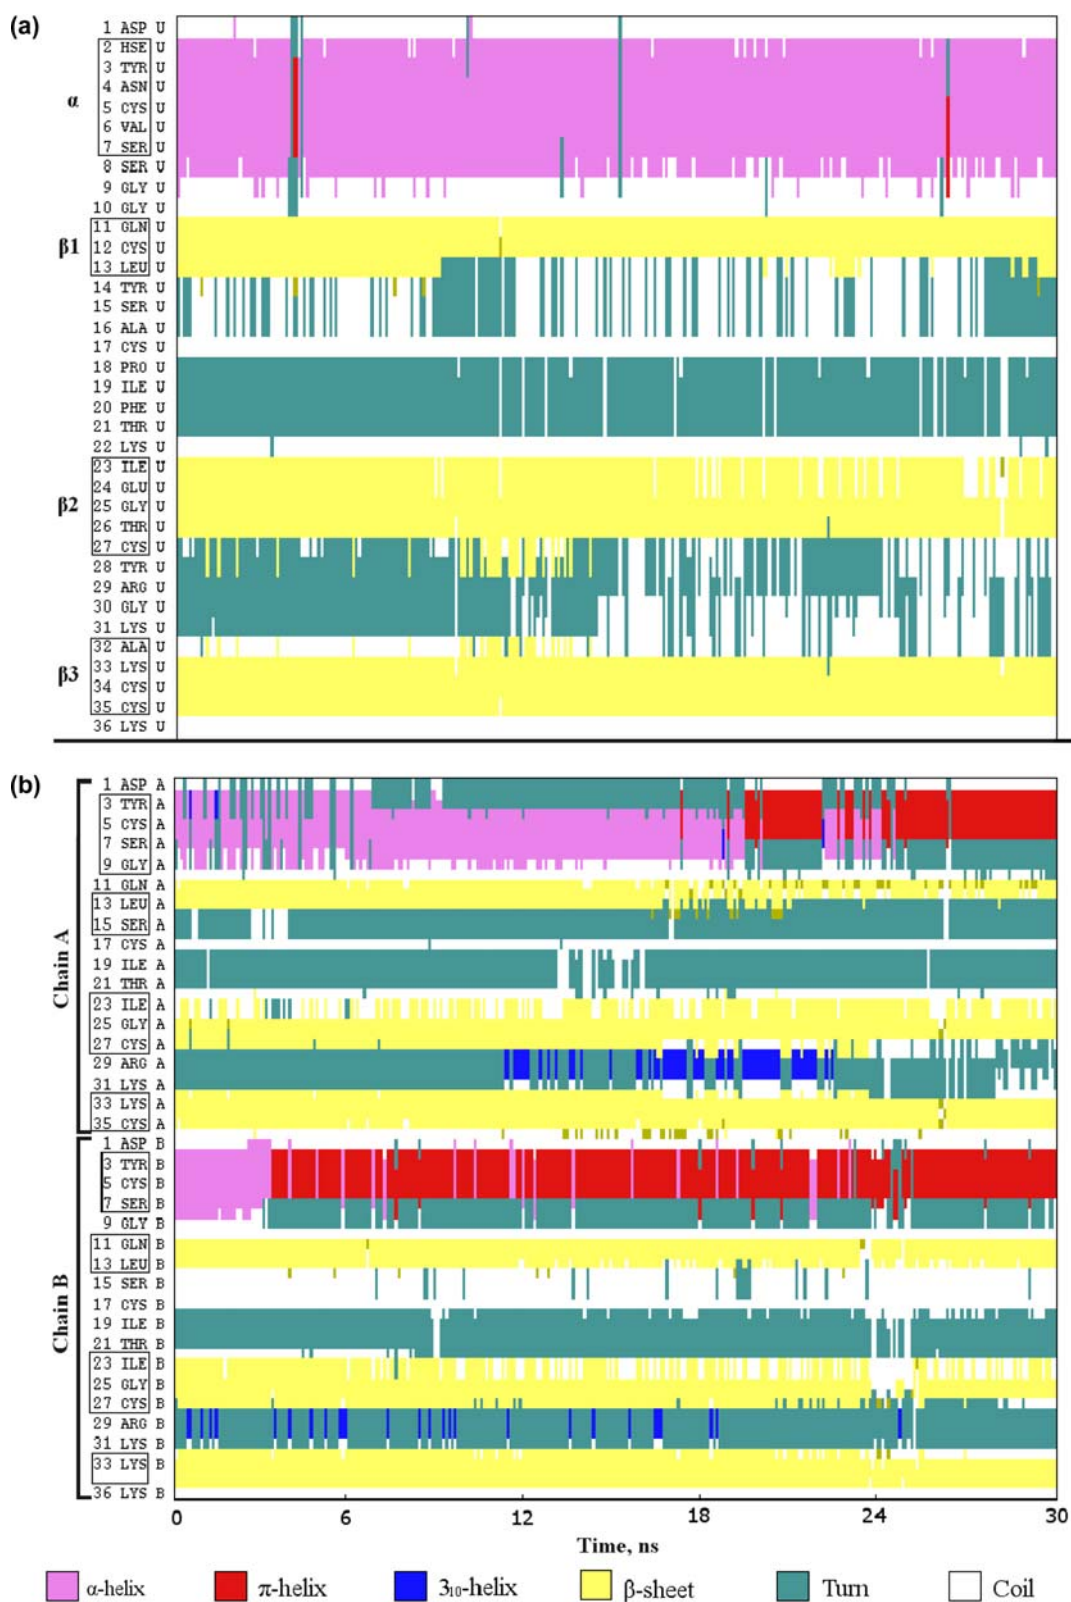 (a)
1 ASP U
2 HSE U
3 TYR U
4 ASN U
α
5 CYS U
6 VAL U
7 SER U
8 SER U
9 GLY U
10 GLY U
11 GLN U
β1
12 CYS U
13 LEU U
14 TYR U
15 SER U
16 ALA U
17 CYS U
18 PRO U
19 ILE U
20 PHE U
21 THR U
22 LYS U
23 ILE U
24 GLU U
β2
25 GLY U
26 THR U
27 CYS U
28 TYR U
29 ARG U
30 GLY U
31 LYS U
32 ALA U
β3
33 LYS U
34 CYS U
35 CYS U
36 LYS U
(b)
Chain A
1 ASP A
3 TYR A
5 CYS A
7 SER A
9 GLY A
11 GLN A
13 LEU A
15 SER A
17 CYS A
19 ILE A
21 THR A
23 ILE A
25 GLY A
27 CYS A
29 ARG A
31 LYS A
33 LYS A
35 CYS A
Chain B
1 ASP B
3 TYR B
5 CYS B
7 SER B
9 GLY B
11 GLN B
13 LEU B
15 SER B
17 CYS B
19 ILE B
21 THR B
23 ILE B
25 GLY B
27 CYS B
29 ARG B
31 LYS B
33 LYS B
36 LYS B
0 6 12 18 24 30
Time, ns
α-helix π-helix 3₁₀-helix β-sheet Turn Coil